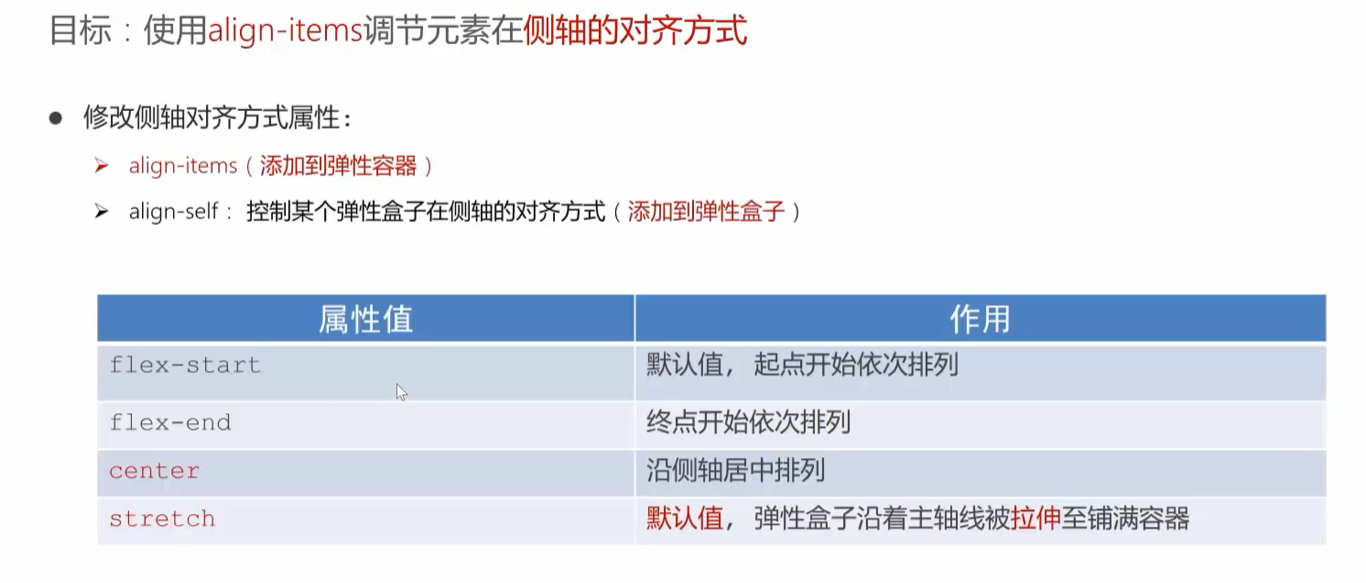 目标：使用align-items调节元素在侧轴的对齐方式
修改侧轴对齐方式属性：
align-items（添加到弹性容器）
align-self： 控制某个弹性盒子在侧轴的对齐方式（添加到弹性盒子）
属性值 作用
flex-start 默认值， 起点开始依次排列
flex-end 终点开始依次排列
center 沿侧轴居中排列
stretch 默认值， 弹性盒子沿着主轴线被拉伸至铺满容器